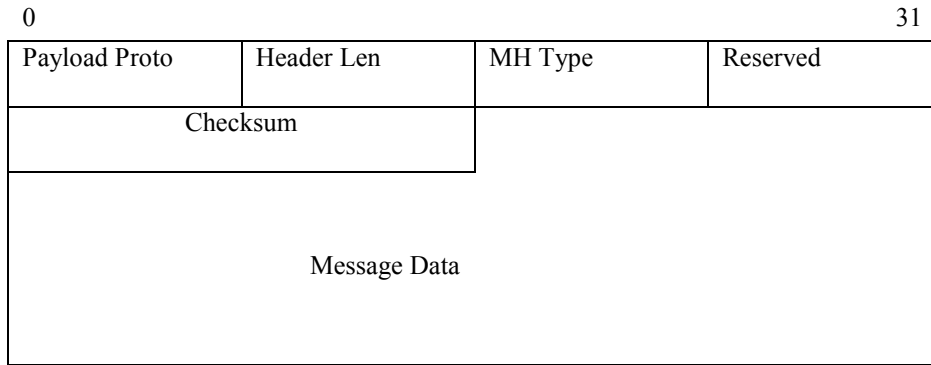 0 31
Payload Proto Header Len MH Type Reserved
Checksum
Message Data